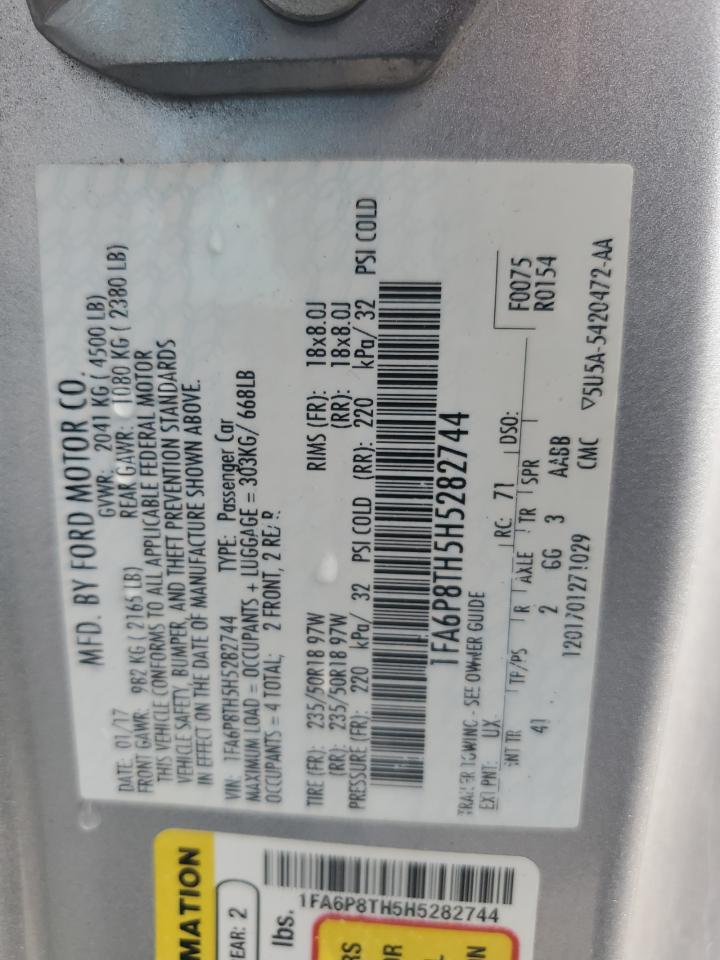 MFD. BY FORD MOTOR CO.
DATE: 01/17 GVWR: 2041 KG ( 4500 LB)
FRONT GAWR: 982 KG ( 2165 LB) REAR GAWR: 1080 KG ( 2380 LB)
THIS VEHICLE CONFORMS TO ALL APPLICABLE FEDERAL MOTOR
VEHICLE SAFETY, BUMPER, AND THEFT PREVENTION STANDARDS
IN EFFECT ON THE DATE OF MANUFACTURE SHOWN ABOVE.
VIN: 1FA6P8TH5H5282744 TYPE: Passenger Car
MAXIMUM LOAD = OCCUPANTS + LUGGAGE = 303KG/ 668LB
OCCUPANTS = 4 TOTAL; 2 FRONT, 2 REAR
TIRE (FR): 235/50R18 97W RIMS (FR): 18x8.0J
(RR): 235/50R18 97W (RR): 18x8.0J
PRESSURE (FR): 220 kPa/ 32 PSI COLD (RR): 220 kPa/ 32 PSI COLD
1FA6P8TH5H5282744
TRAILER TOWING - SEE OWNER GUIDE
EXT PNT: UX RC: 71 DSO: F0075
R0154
INT TR TP/PS R AXLE TR SPR
41 2 GG 3 AABB
1201701271029 CMC ▽5U5A-5420472-AA
MATION
EAR: 2
lbs.
1FA6P8TH5H5282744